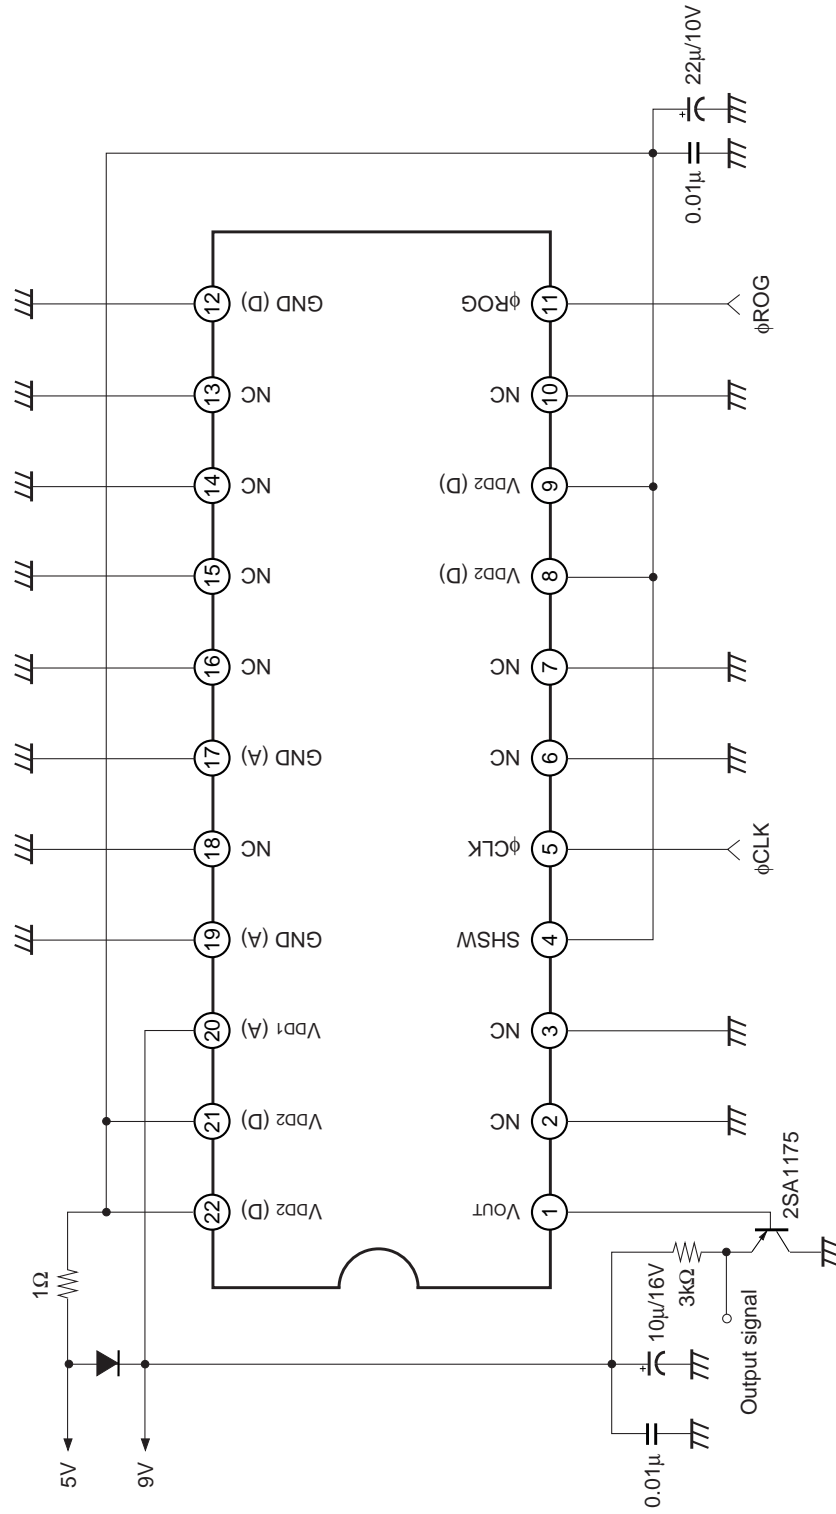 22μ/10V
0.01μ
12 GND (D)
13 NC
14 NC
15 NC
16 NC
17 GND (A)
18 NC
19 GND (A)
20 VDD1 (A)
21 VDD2 (D)
22 VDD2 (D)
φROG 11
NC 10
VDD2 (D) 9
VDD2 (D) 8
NC 7
NC 6
φCLK 5
SHSW 4
NC 3
NC 2
VOUT 1
φROG
φCLK
1Ω
5V
9V
2SA1175
3kΩ
10μ/16V
Output signal
0.01μ